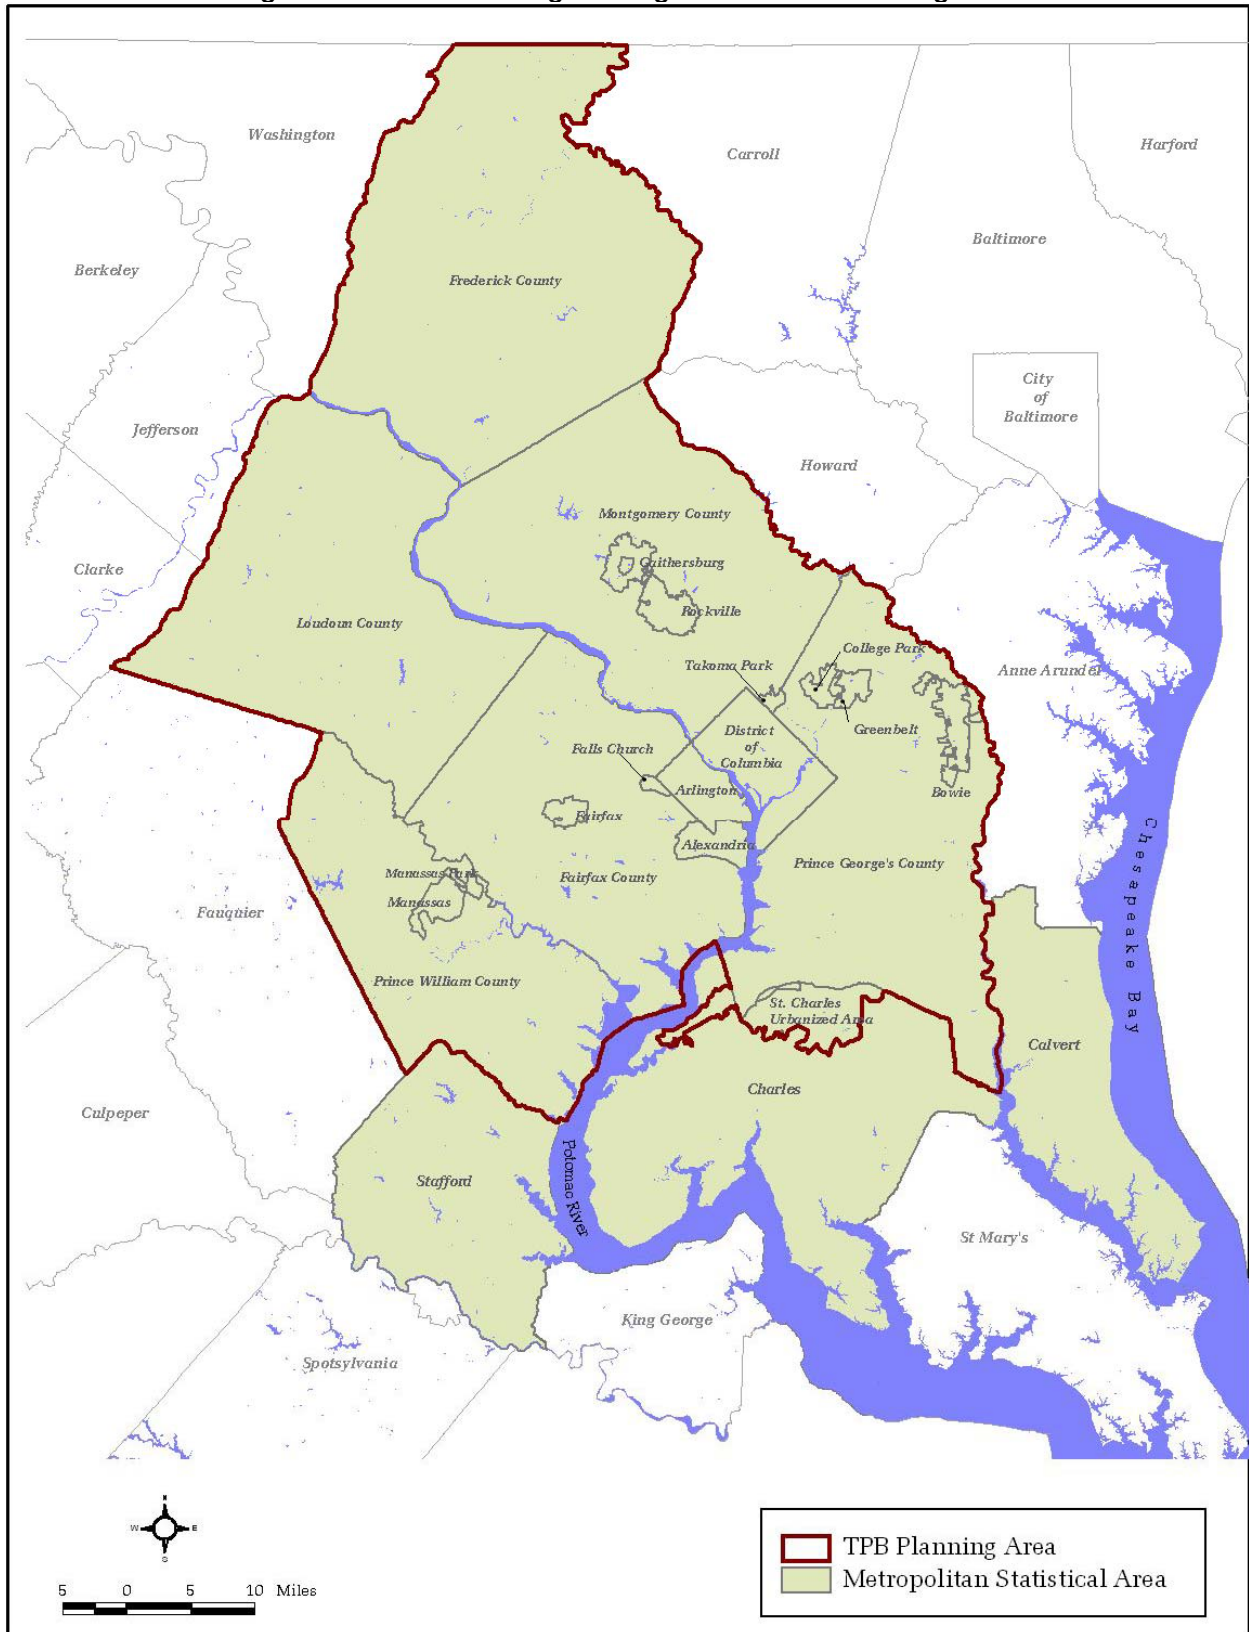 Washington
Carroll
Harford
Baltimore
Berkeley
Frederick County
City
of
Baltimore
Jefferson
Howard
Montgomery County
Gaithersburg
Clarke
Rockville
Loudoun County
College Park
Takoma Park
Anne Arundel
District
of
Columbia
Greenbelt
Falls Church
Arlington
Bowie
Fairfax
Alexandria
Prince George's County
Manassas Park
Fairfax County
Manassas
Fauquier
Chesapeake Bay
Prince William County
St. Charles
Urbanized Area
Calvert
Charles
Culpeper
Potomac River
Stafford
St Mary's
King George
Spotsylvania
W E
5 0 5 10 Miles
TPB Planning Area
Metropolitan Statistical Area